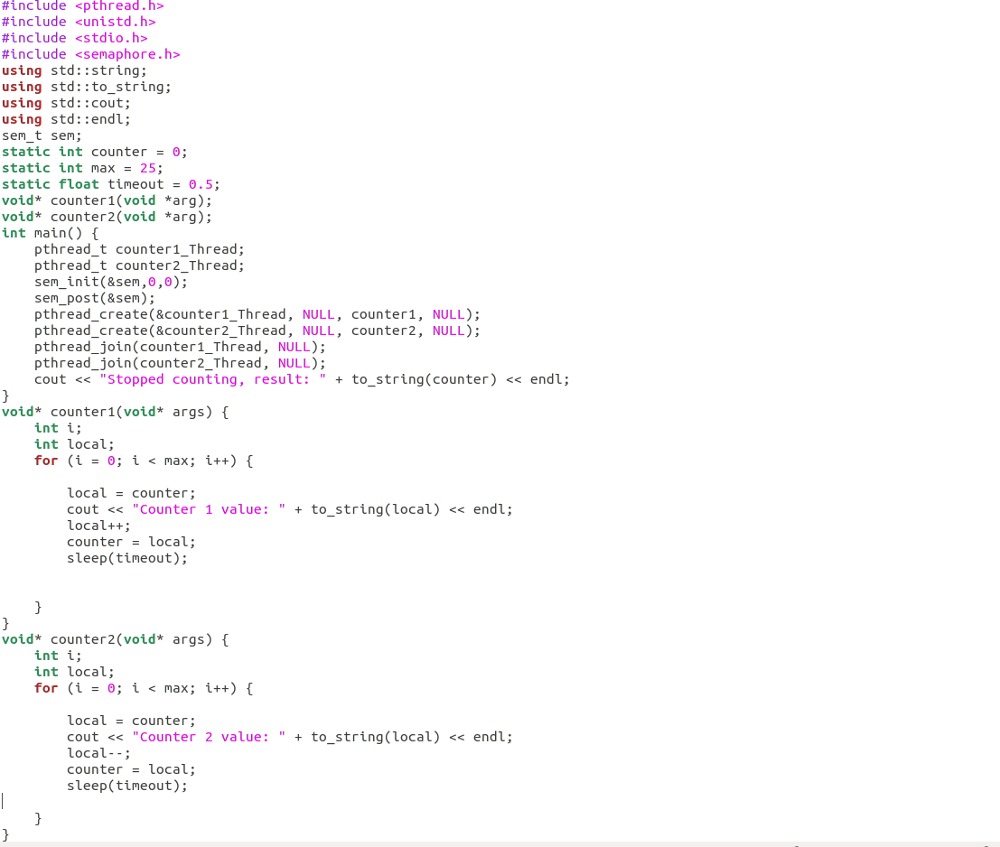 #include <pthread.h>
#include <unistd.h>
#include <stdio.h>
#include <semaphore.h>
using std::string;
using std::to_string;
using std::cout;
using std::endl;
sem_t sem;
static int counter = 0;
static int max = 25;
static float timeout = 0.5;
void* counter1(void *arg);
void* counter2(void *arg);
int main() {
    pthread_t counter1_Thread;
    pthread_t counter2_Thread;
    sem_init(&sem,0,0);
    sem_post(&sem);
    pthread_create(&counter1_Thread, NULL, counter1, NULL);
    pthread_create(&counter2_Thread, NULL, counter2, NULL);
    pthread_join(counter1_Thread, NULL);
    pthread_join(counter2_Thread, NULL);
    cout << "Stopped counting, result: " + to_string(counter) << endl;
}
void* counter1(void* args) {
    int i;
    int local;
    for (i = 0; i < max; i++) {
        local = counter;
        cout << "Counter 1 value: " + to_string(local) << endl;
        local++;
        counter = local;
        sleep(timeout);
    }
}
void* counter2(void* args) {
    int i;
    int local;
    for (i = 0; i < max; i++) {
        local = counter;
        cout << "Counter 2 value: " + to_string(local) << endl;
        local--;
        counter = local;
        sleep(timeout);
    }
}